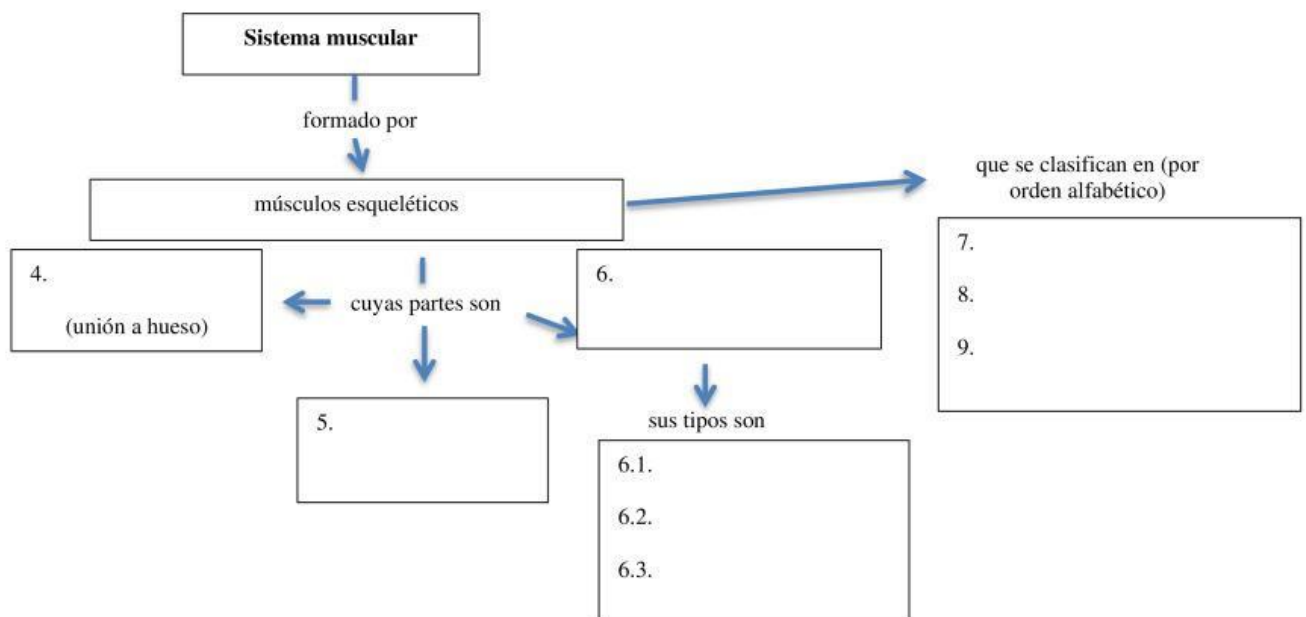 Sistema muscular
formado por
músculos esqueléticos
que se clasifican en (por
orden alfabético)
7.
8.
9.
4.
(unión a hueso)
cuyas partes son
6.
5.
sus tipos son
6.1.
6.2.
6.3.